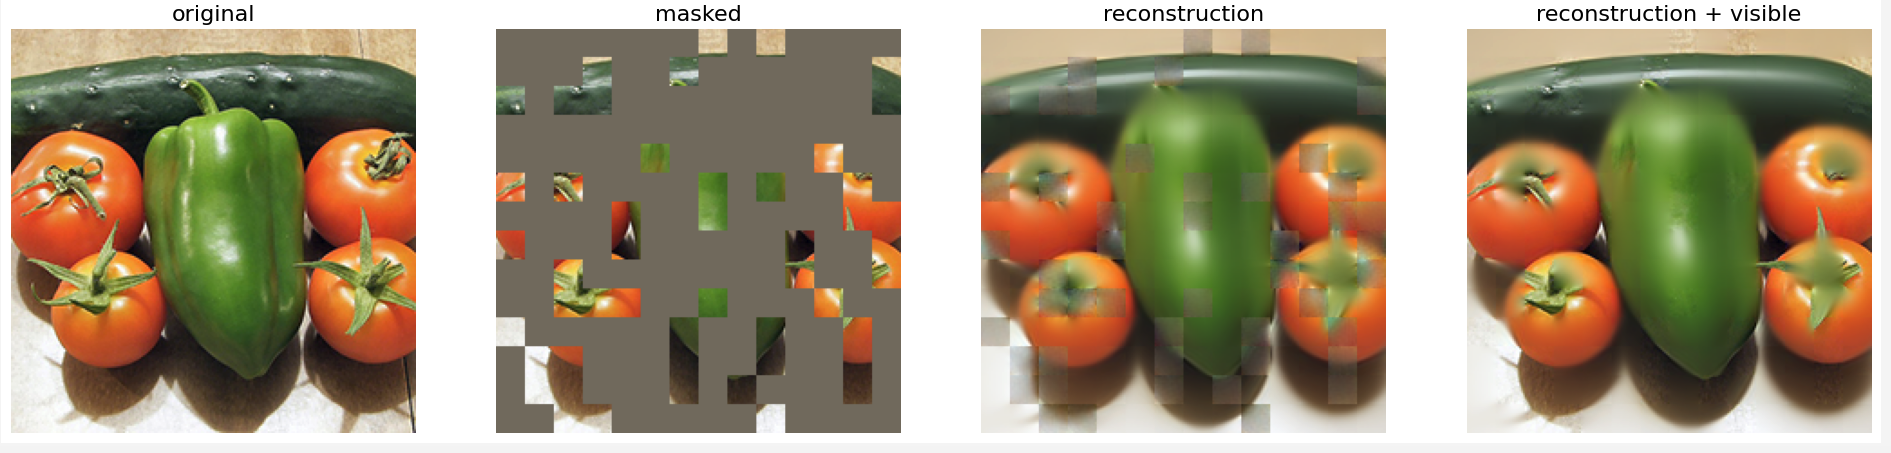 original
masked
reconstruction
reconstruction + visible